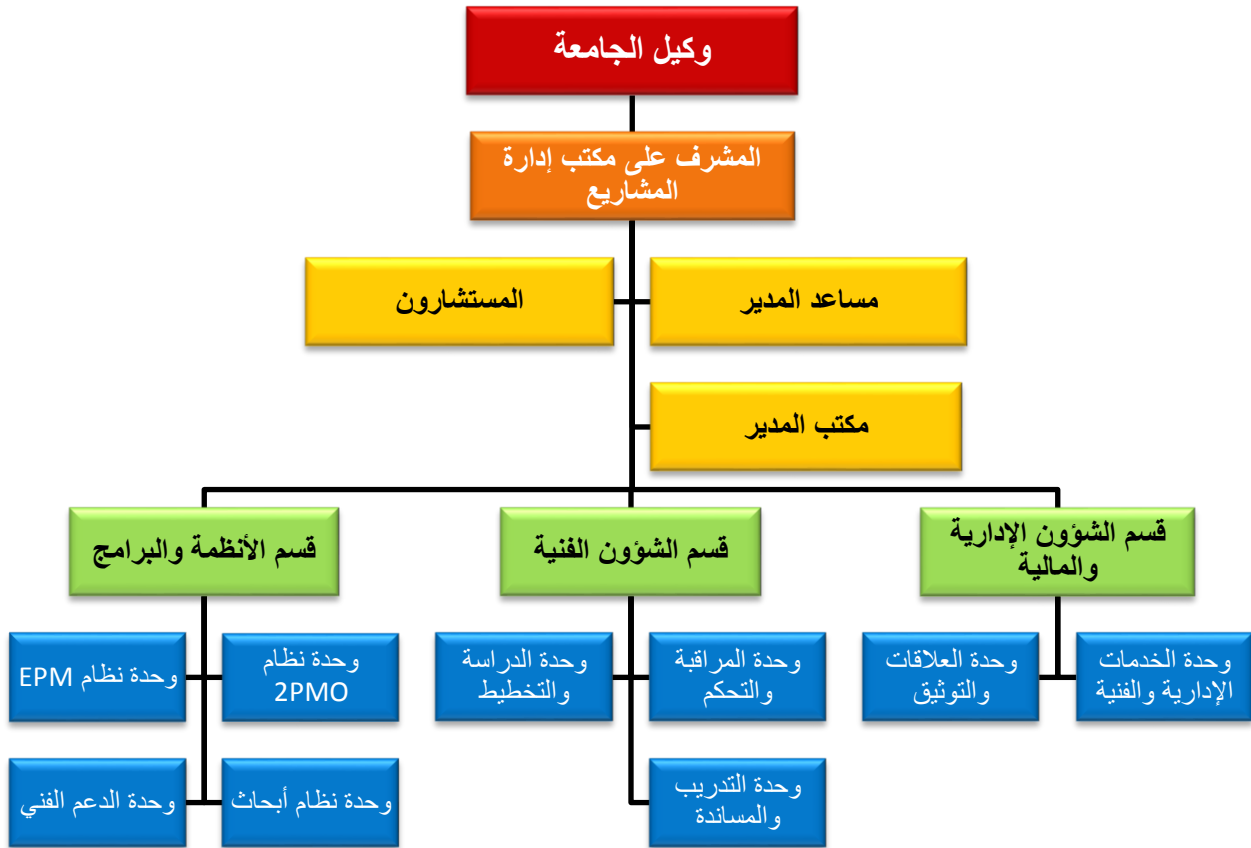 وكيل الجامعة
المشرف على مكتب إدارة
المشاريع
مساعد المدير
المستشارون
مكتب المدير
قسم الشؤون الإدارية
والمالية
قسم الشؤون الفنية
قسم الأنظمة والبرامج
وحدة الخدمات
الإدارية والفنية
وحدة العلاقات
والتوثيق
وحدة المراقبة
والتحكم
وحدة الدراسة
والتخطيط
وحدة التدريب
والمساندة
وحدة نظام
2PMO
وحدة نظام EPM
وحدة نظام أبحاث
وحدة الدعم الفني